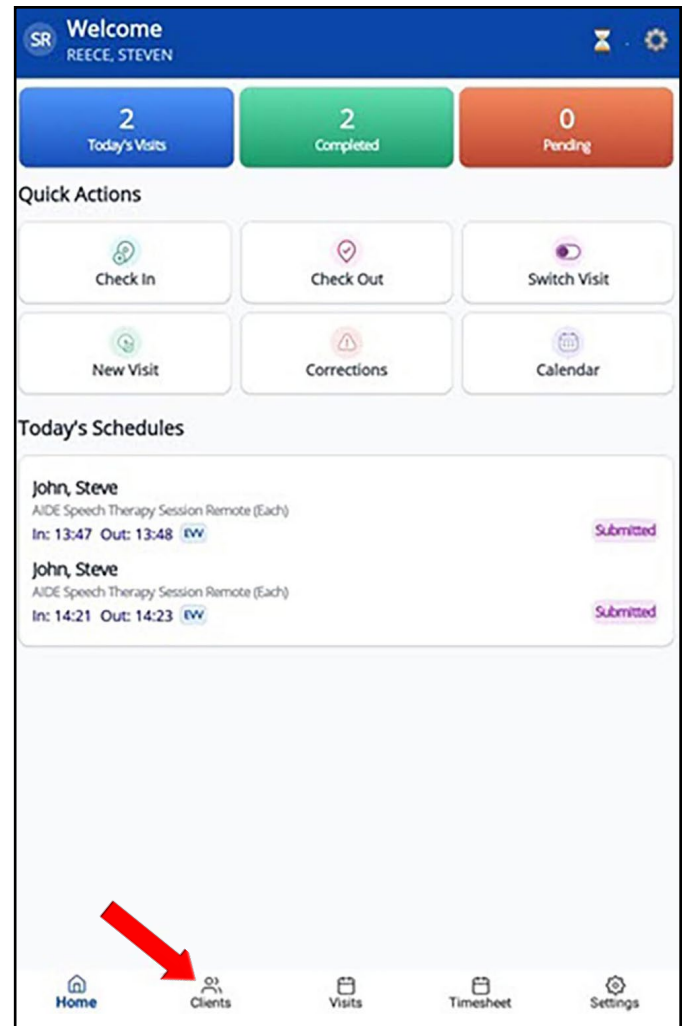 SR Welcome
REECE, STEVEN
2
Today's Visits
2
Completed
0
Pending
Quick Actions
Check In
Check Out
Switch Visit
New Visit
Corrections
Calendar
Today's Schedules
John, Steve
AIDE Speech Therapy Session Remote (Each)
In: 13:47 Out: 13:48 EVV
Submitted
John, Steve
AIDE Speech Therapy Session Remote (Each)
In: 14:21 Out: 14:23 EVV
Submitted
Home
Clients
Visits
Timesheet
Settings